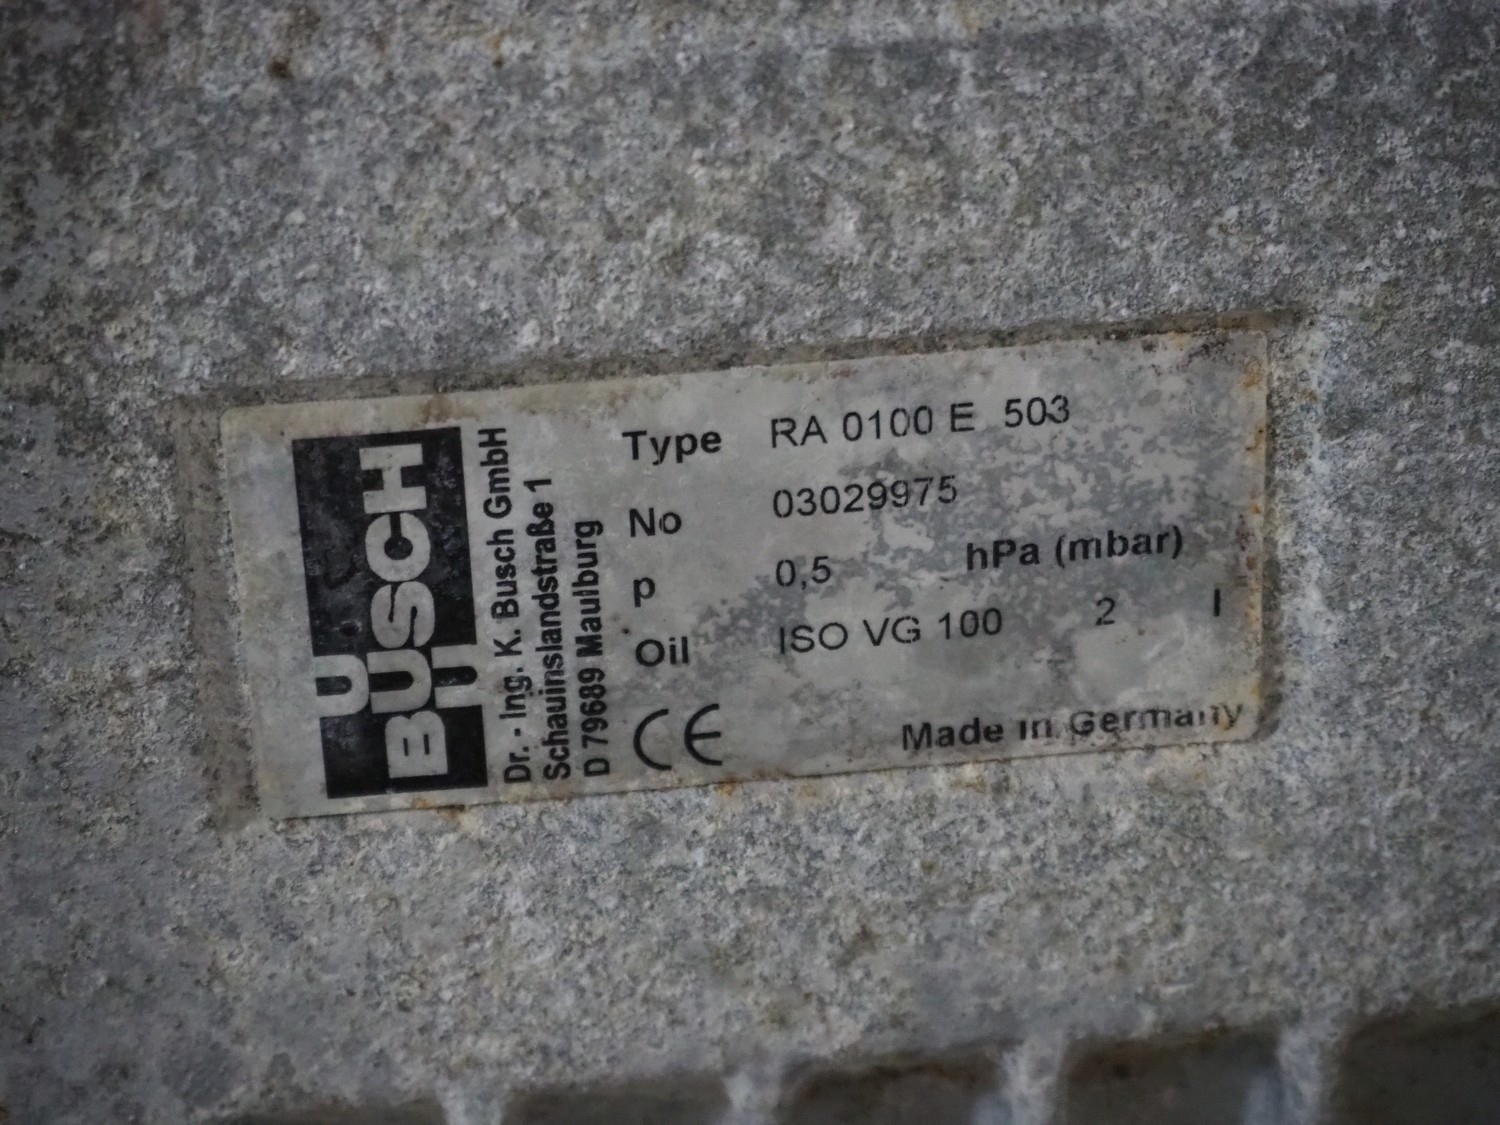 BUSCH
Dr. - Ing. K. Busch GmbH
Schauinslandstraße 1
D 79689 Maulburg
Type RA 0100 E 503
No 03029975
p 0,5 hPa (mbar)
Oil ISO VG 100 2 l
CE
Made in Germany